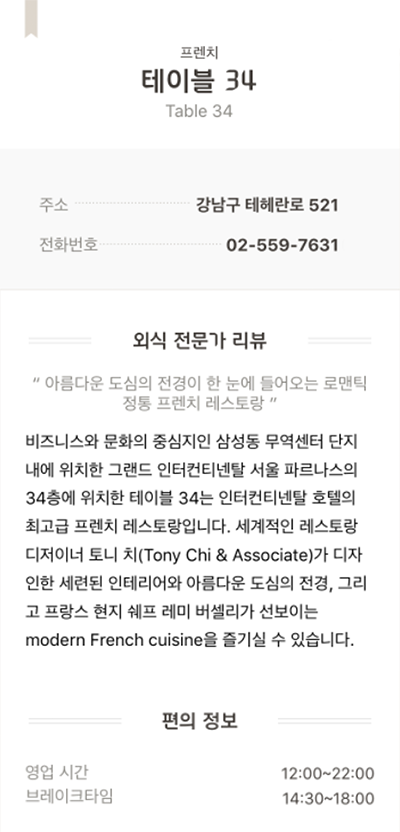 프렌치
테이블 34
Table 34
주소 강남구 테헤란로 521
전화번호 02-559-7631
외식 전문가 리뷰
“ 아름다운 도심의 전경이 한 눈에 들어오는 로맨틱
정통 프렌치 레스토랑 ”
비즈니스와 문화의 중심지인 삼성동 무역센터 단지
내에 위치한 그랜드 인터컨티넨탈 서울 파르나스의
34층에 위치한 테이블 34는 인터컨티넨탈 호텔의
최고급 프렌치 레스토랑입니다. 세계적인 레스토랑
디저이너 토니 치(Tony Chi & Associate)가 디자
인한 세련된 인테리어와 아름다운 도심의 전경, 그리
고 프랑스 현지 쉐프 레미 버셀리가 선보이는
modern French cuisine을 즐기실 수 있습니다.
편의 정보
영업 시간 12:00~22:00
브레이크타임 14:30~18:00